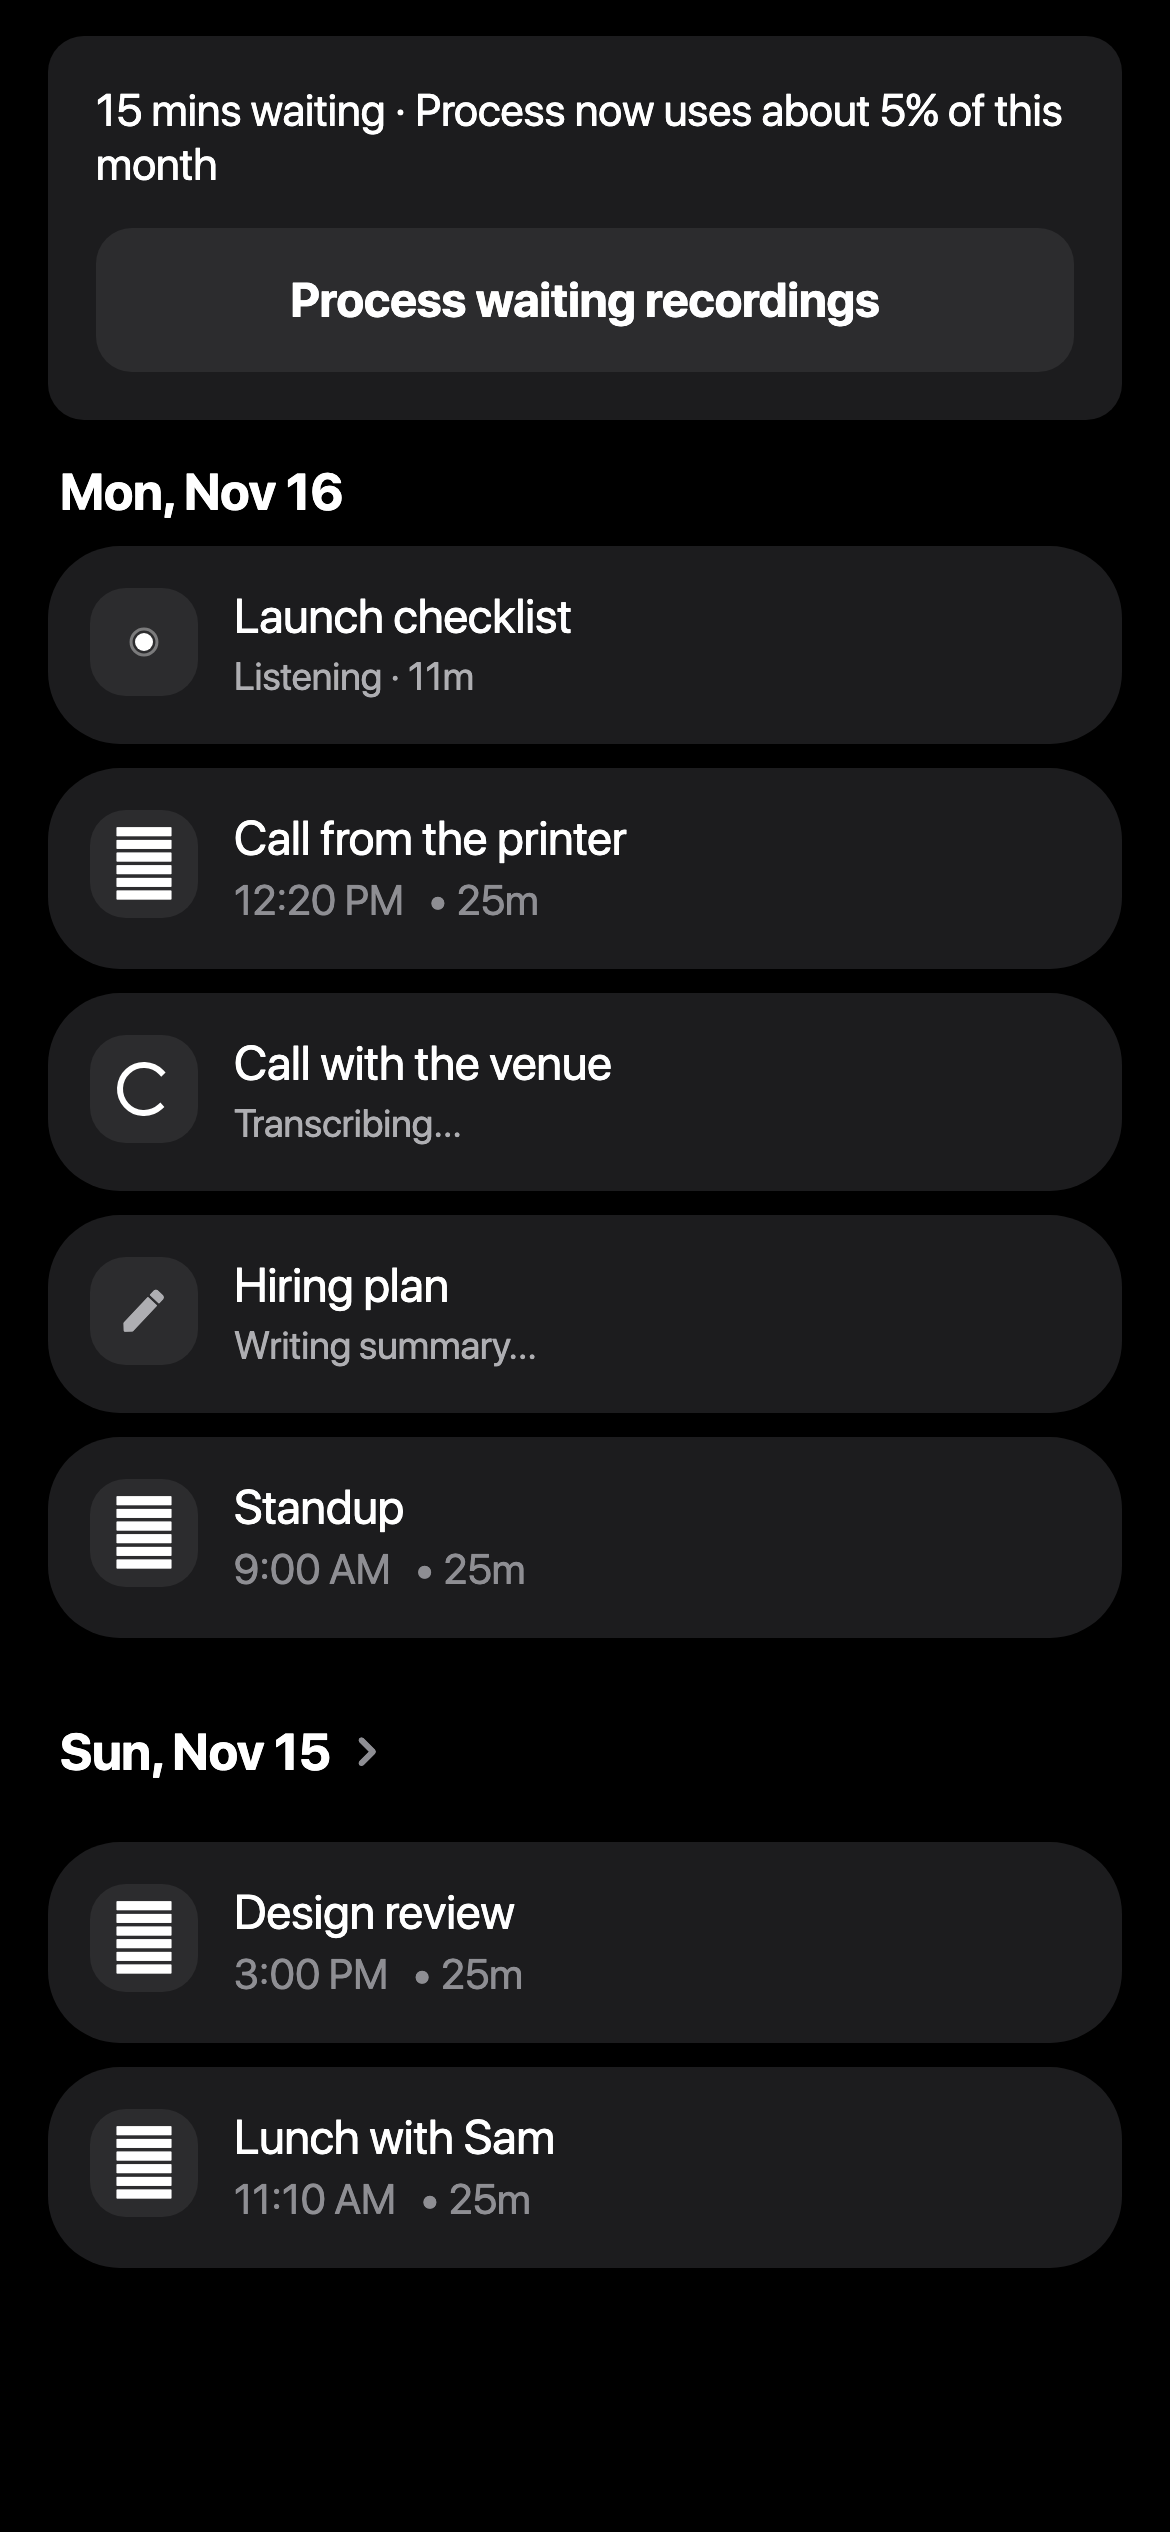 15 mins waiting · Process now uses about 5% of this
month
Process waiting recordings
Mon, Nov 16
Launch checklist
Listening · 11m
Call from the printer
12:20 PM • 25m
Call with the venue
Transcribing...
Hiring plan
Writing summary...
Standup
9:00 AM • 25m
Sun, Nov 15
Design review
3:00 PM • 25m
Lunch with Sam
11:10 AM • 25m